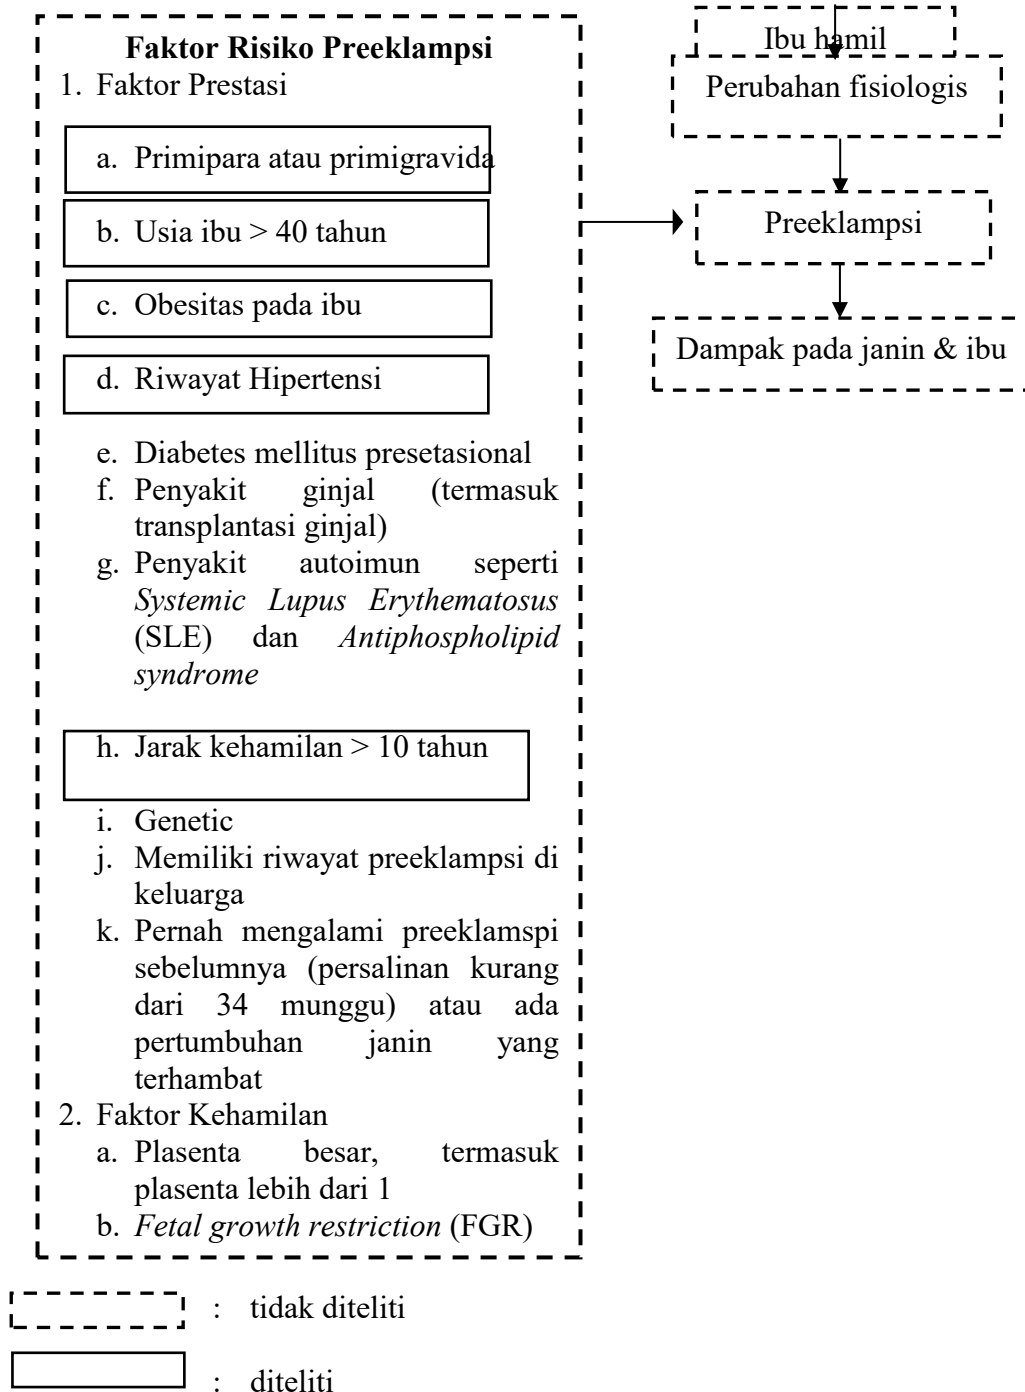 Faktor Risiko Preeklampsi
1. Faktor Prestasi
a. Primipara atau primigravida
b. Usia ibu > 40 tahun
c. Obesitas pada ibu
d. Riwayat Hipertensi
e. Diabetes mellitus presetasional
f. Penyakit ginjal (termasuk
transplantasi ginjal)
g. Penyakit autoimun seperti
Systemic Lupus Erythematosus
(SLE) dan Antiphospholipid
syndrome
h. Jarak kehamilan > 10 tahun
i. Genetic
j. Memiliki riwayat preeklampsi di
keluarga
k. Pernah mengalami preeklamspi
sebelumnya (persalinan kurang
dari 34 munggu) atau ada
pertumbuhan janin yang
terhambat
2. Faktor Kehamilan
a. Plasenta besar, termasuk
plasenta lebih dari 1
b. Fetal growth restriction (FGR)
Ibu hamil
Perubahan fisiologis
Preeklampsi
Dampak pada janin & ibu
: tidak diteliti
: diteliti